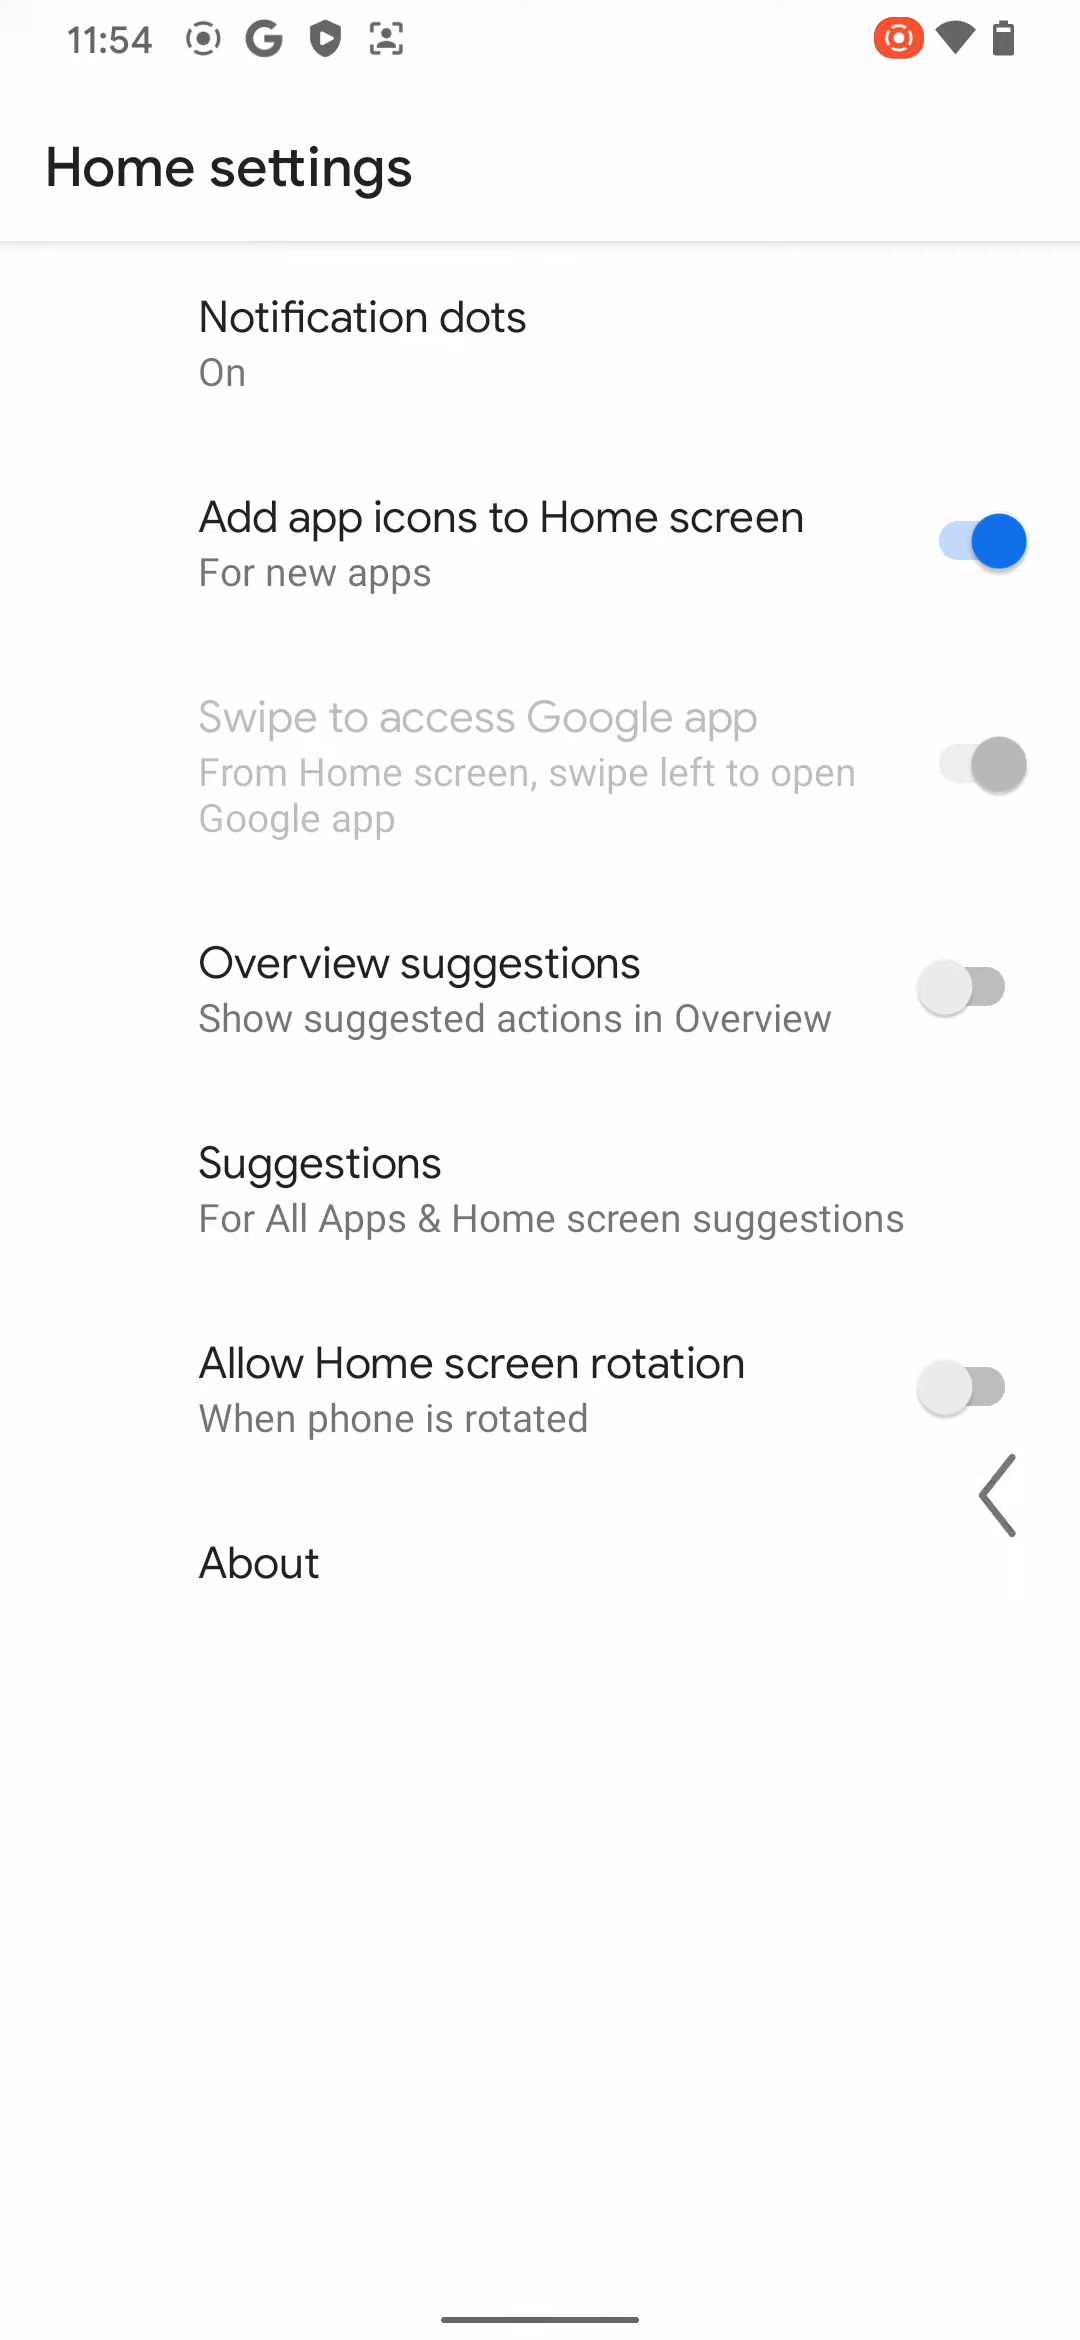 11:54
Home settings
Notification dots
On
Add app icons to Home screen
For new apps
Swipe to access Google app
From Home screen, swipe left to open
Google app
Overview suggestions
Show suggested actions in Overview
Suggestions
For All Apps & Home screen suggestions
Allow Home screen rotation
When phone is rotated
About